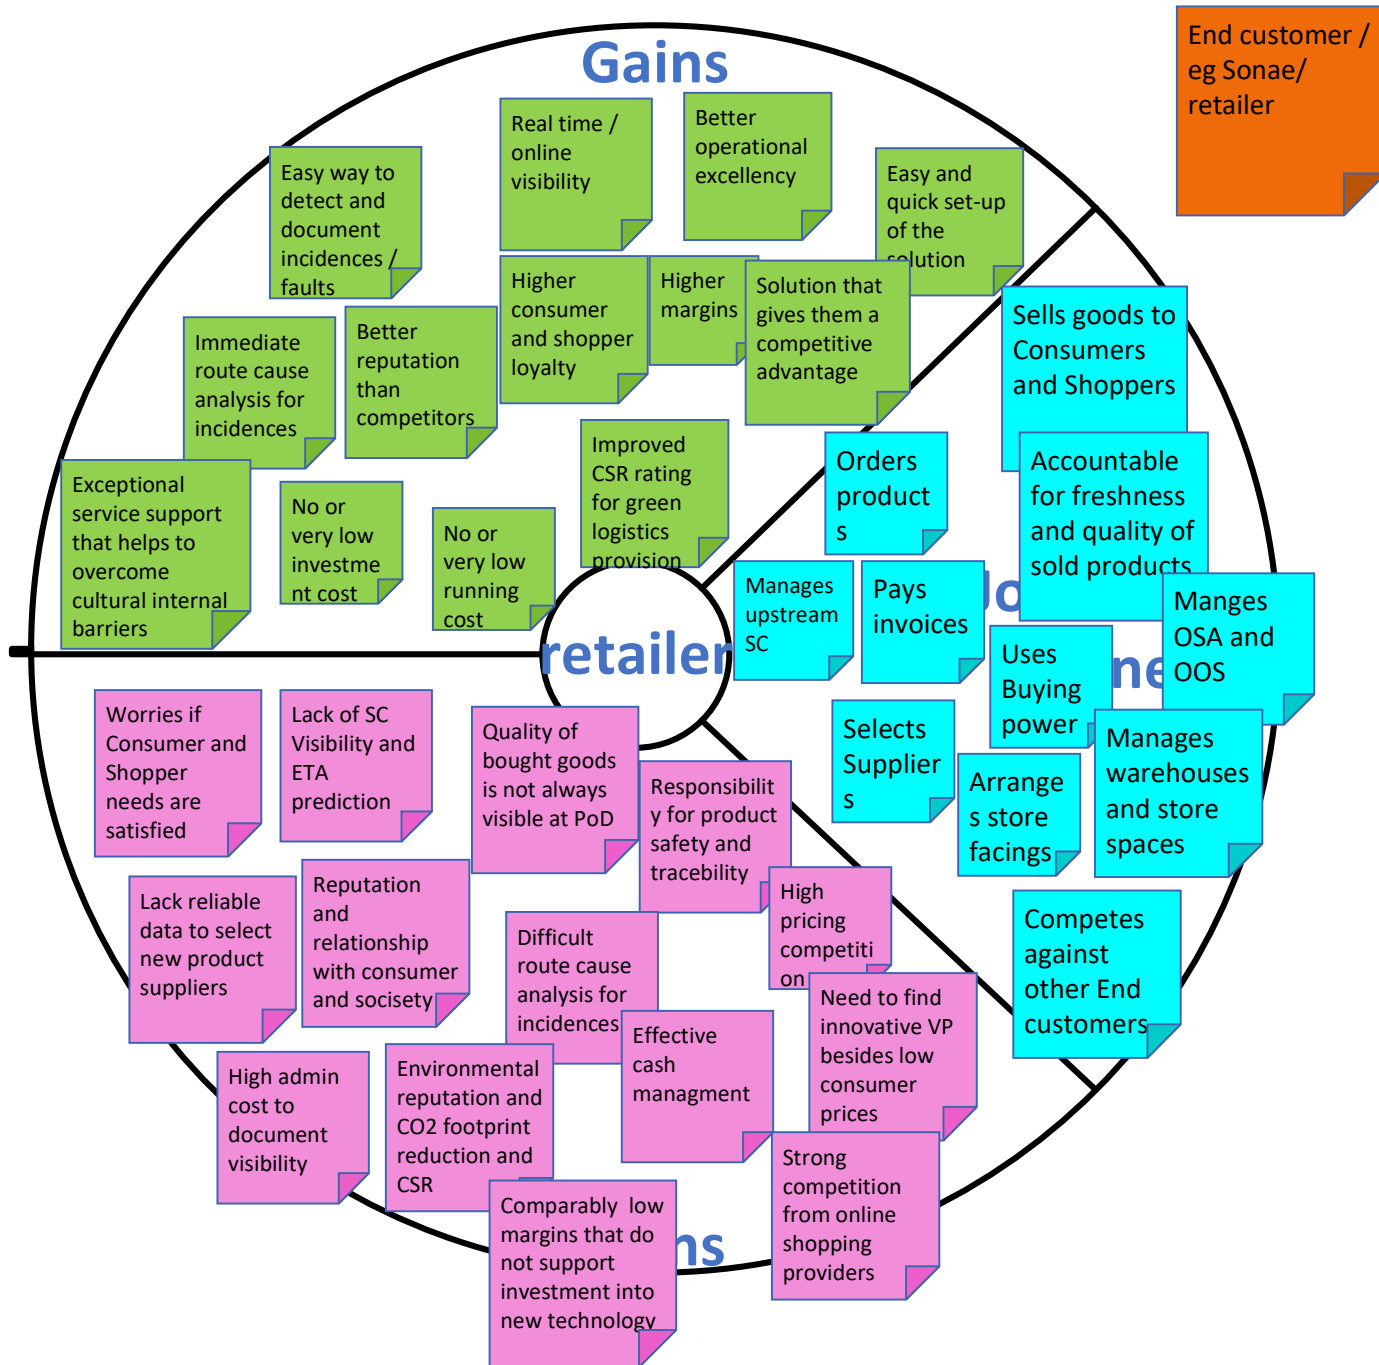 Gains
End customer /
eg Sonae/
retailer
Real time /
online
visibility
Better
operational
excellency
Easy way to
detect and
document
incidences /
faults
Easy and
quick set-up
of the
solution
Higher
consumer
and shopper
loyalty
Higher
margins
Solution that
gives them a
competitive
advantage
Immediate
route cause
analysis for
incidences
Better
reputation
than
competitors
Improved
CSR rating
for green
logistics
provision
Exceptional
service support
that helps to
overcome
cultural internal
barriers
No or
very low
investme
nt cost
No or
very low
running
cost
retailer
Sells goods to
Consumers
and Shoppers
Orders
product
s
Accountable
for freshness
and quality of
sold products
Manages
upstream
SC
Pays
invoices
Manges
OSA and
OOS
Uses
Buying
power
Selects
Supplier
s
Arrange
s store
facings
Manages
warehouses
and store
spaces
Competes
against
other End
customers
Worries if
Consumer and
Shopper
needs are
satisfied
Lack of SC
Visibility and
ETA
prediction
Quality of
bought goods
is not always
visible at PoD
Responsibilit
y for product
safety and
tracebility
High
pricing
competiti
on
Lack reliable
data to select
new product
suppliers
Reputation
and
relationship
with consumer
and socisety
Difficult
route cause
analysis for
incidences
Effective
cash
managment
Need to find
innovative VP
besides low
consumer
prices
High admin
cost to
document
visibility
Environmental
reputation and
CO2 footprint
reduction and
CSR
Comparably  low
margins that do
not support
investment into
new technology
Strong
competition
from online
shopping
providers